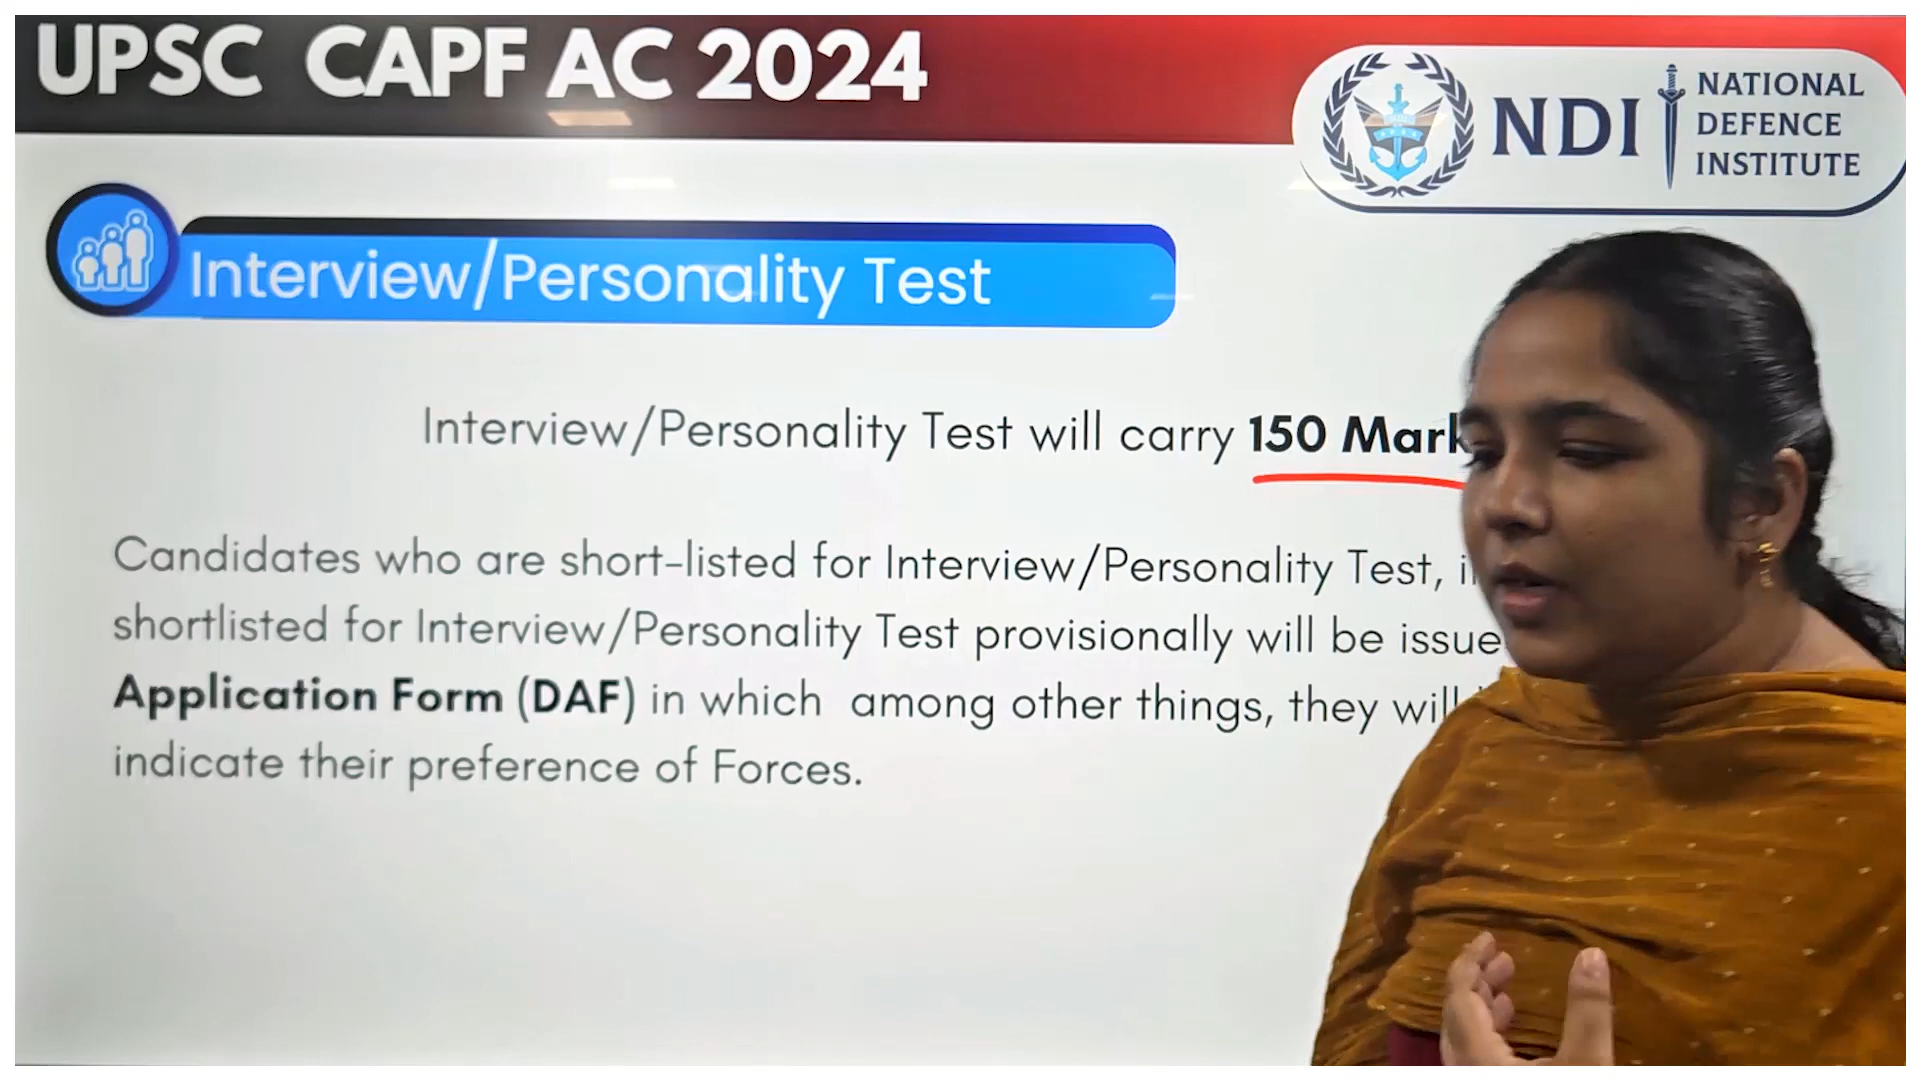 UPSC CAPF AC 2024
NDI
NATIONAL
DEFENCE
INSTITUTE
Interview/Personality Test
Interview/Personality Test will carry 150
Candidates who are short-listed for Interview/Personality Test,
shortlisted for Interview/Personality Test provisionally will be
Application Form (DAF) in which among other things, they will
indicate their preference of Forces.